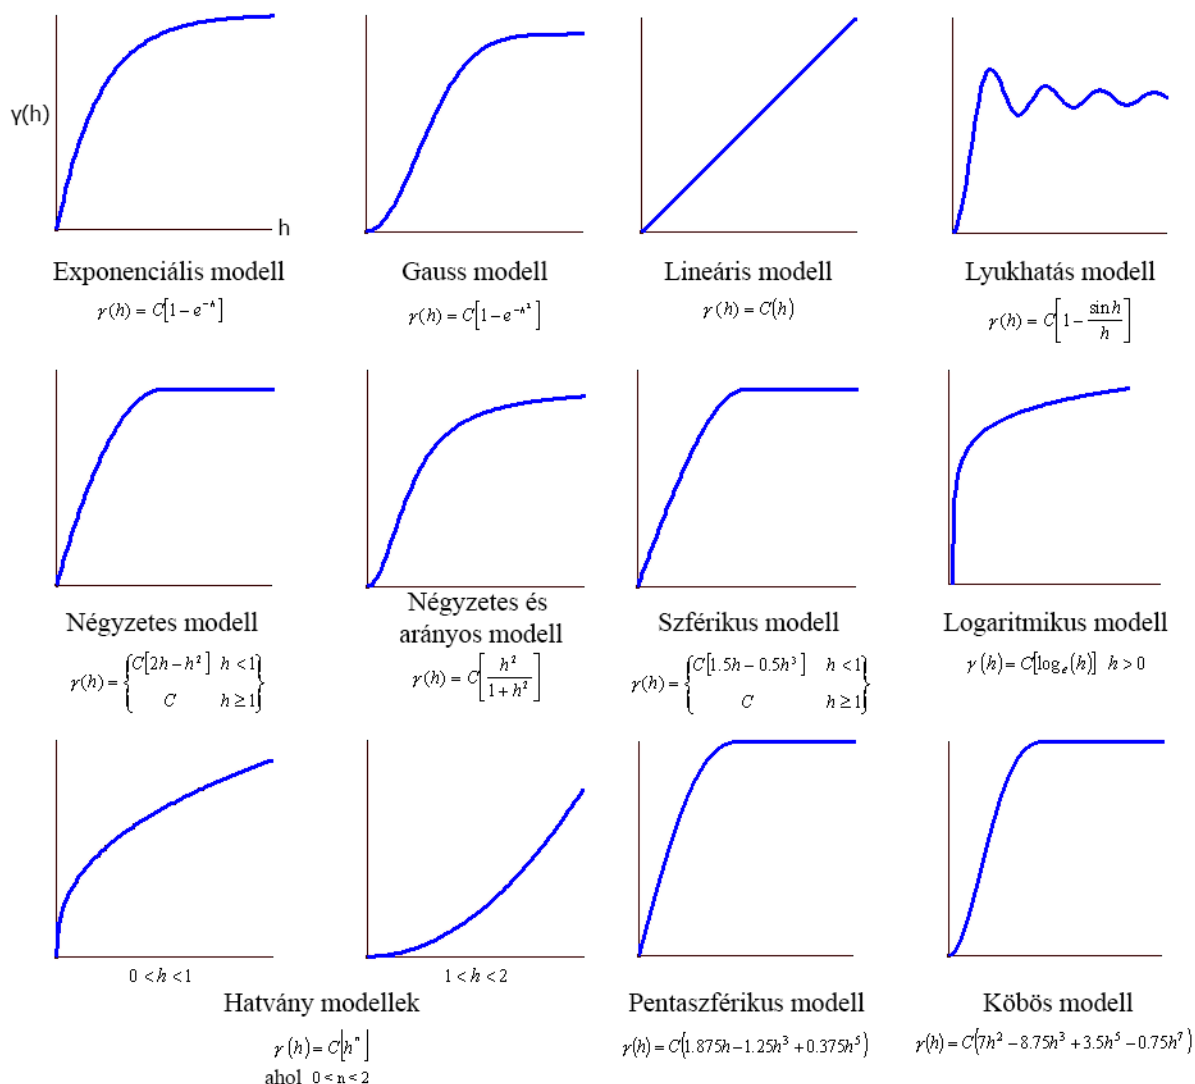 γ(h)
h
Exponenciális modell
γ(h) = C[1 − e^{−h}]
Gauss modell
γ(h) = C[1 − e^{−h²}]
Lineáris modell
γ(h) = C(h)
Lyukhatás modell
γ(h) = C[1 − sin h / h]
Négyzetes modell
γ(h) = {C[2h − h²] h < 1
C h ≥ 1}
Négyzetes és
arányos modell
γ(h) = C[h² / (1 + h²)]
Szférikus modell
γ(h) = {C[1.5h − 0.5h³] h < 1
C h ≥ 1}
Logaritmikus modell
γ(h) = C[logₑ(h)] h > 0
0 < h < 1
1 < h < 2
Hatvány modellek
γ(h) = C[hⁿ]
ahol 0 < n < 2
Pentaszférikus modell
γ(h) = C(1.875h − 1.25h³ + 0.375h⁵)
Köbös modell
γ(h) = C(7h² − 8.75h³ + 3.5h⁵ − 0.75h⁷)